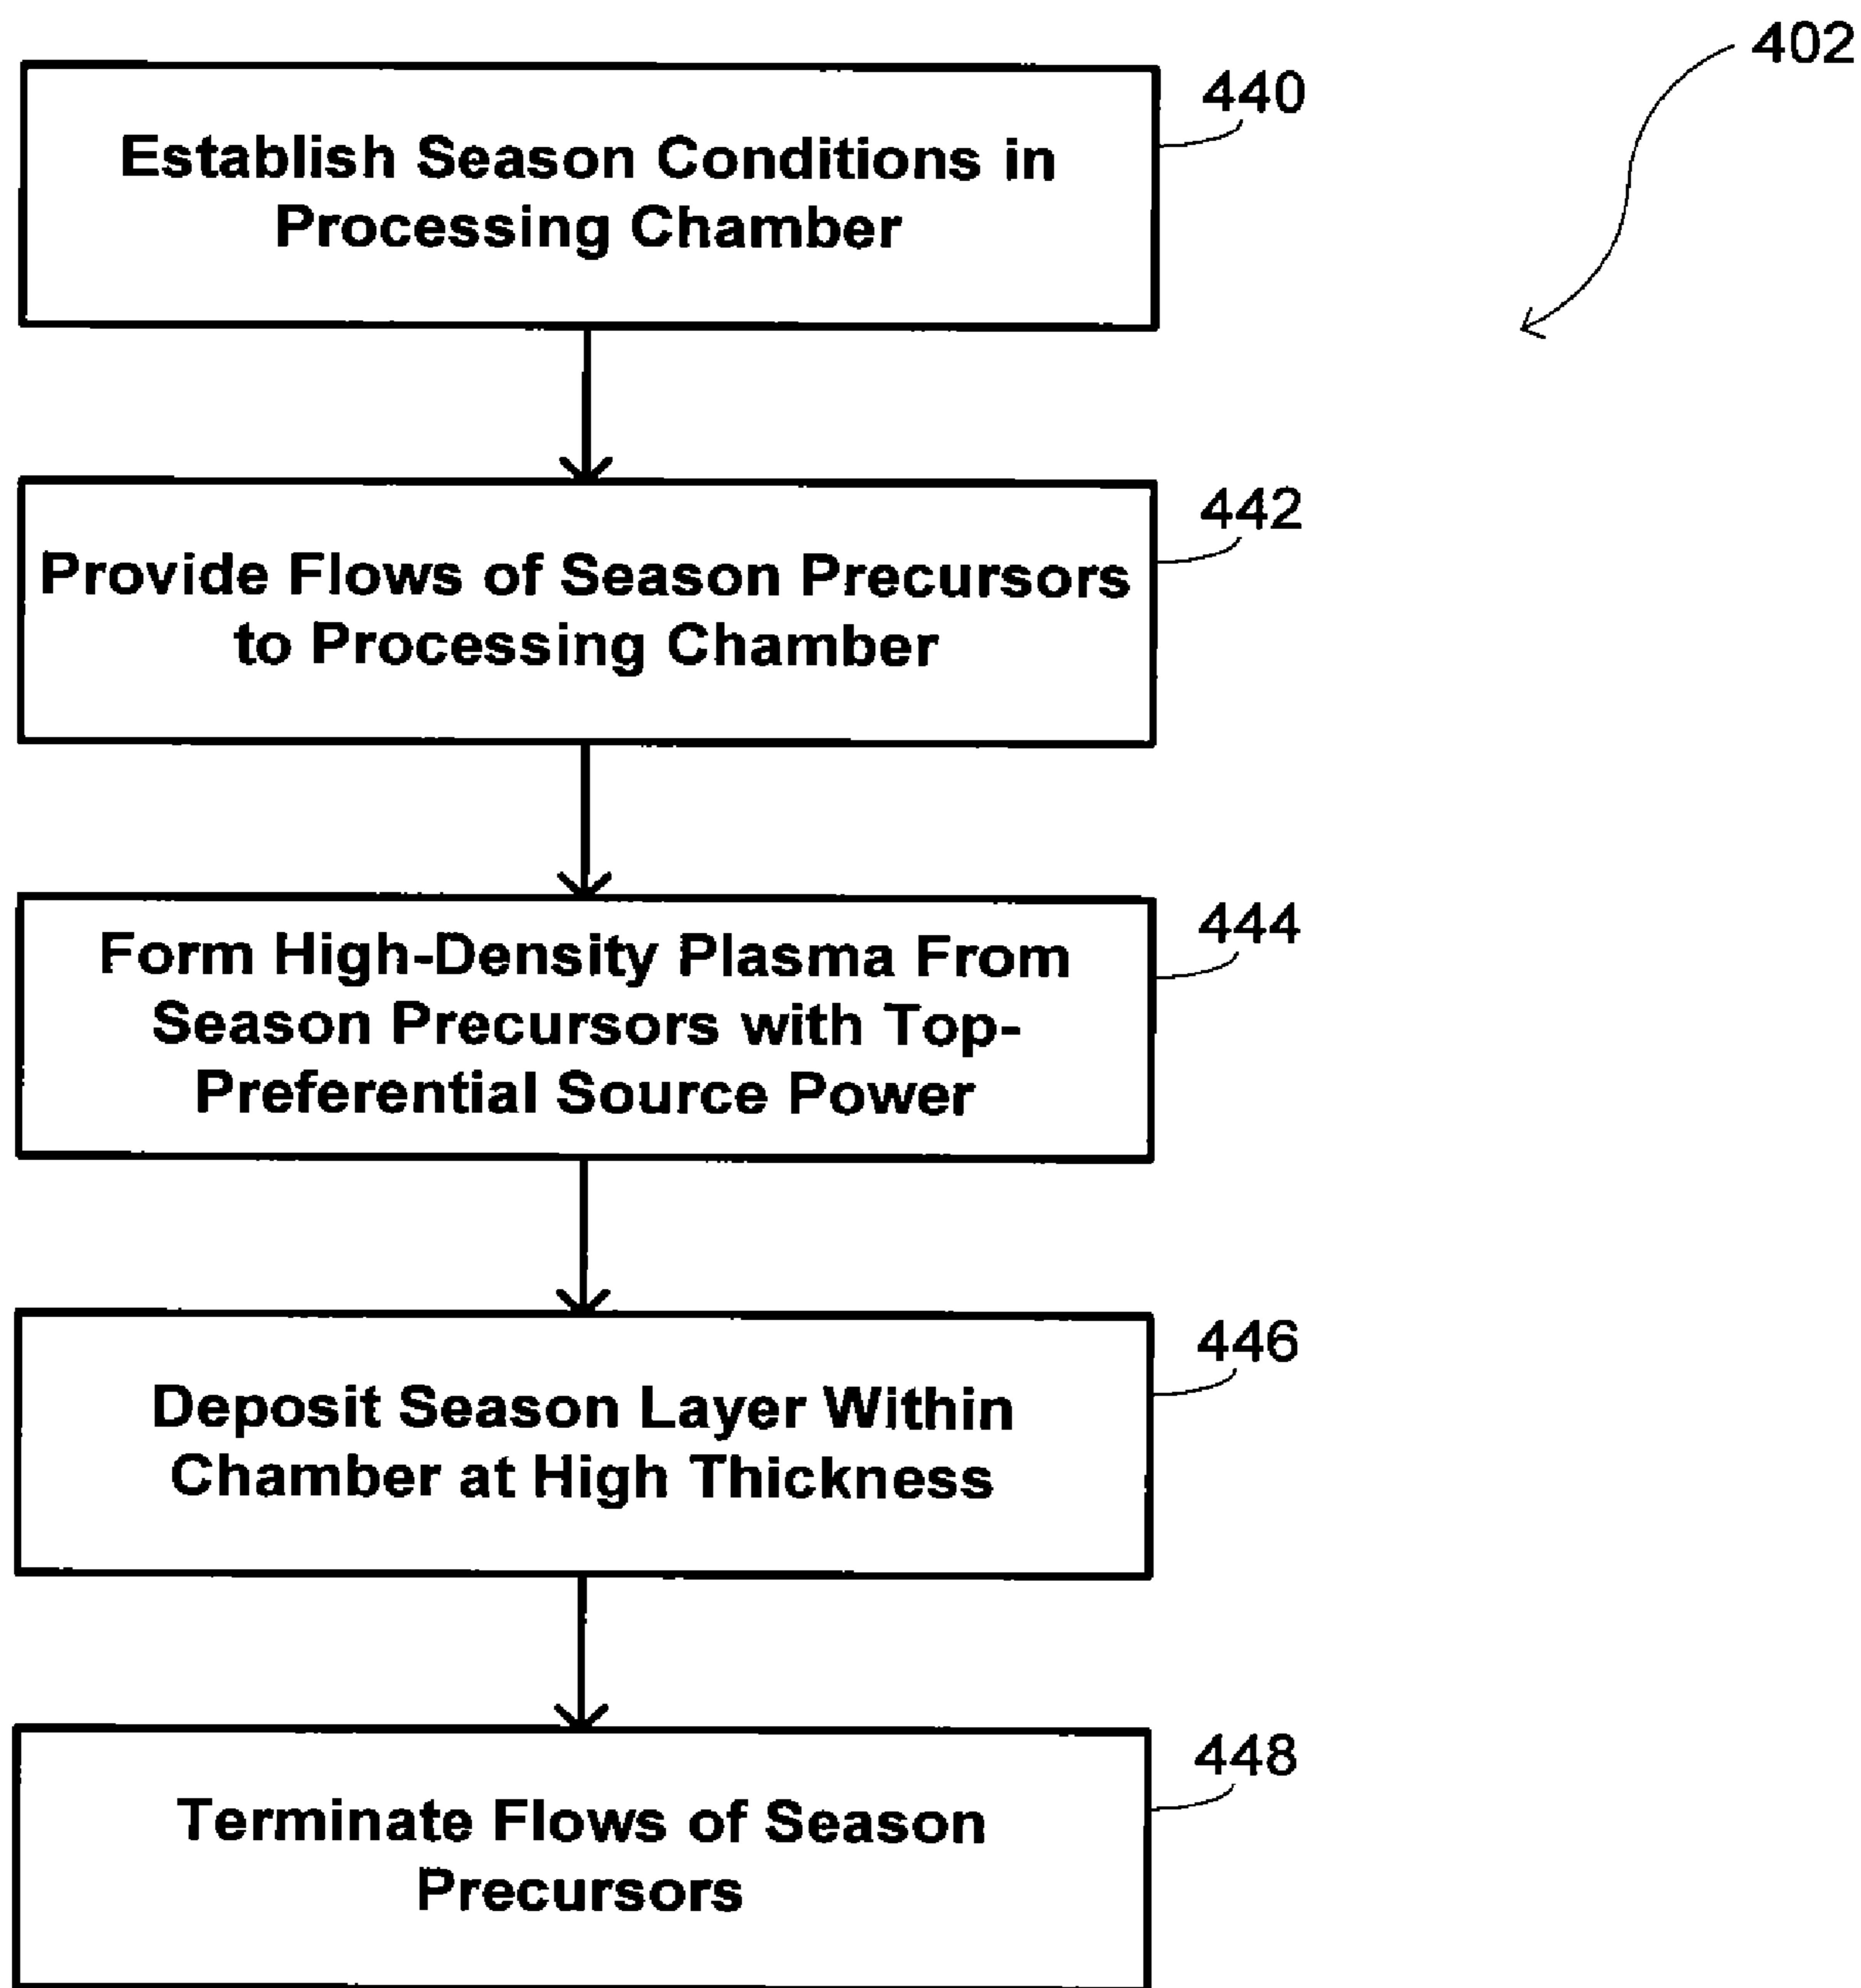 402
440
Establish Season Conditions in
Processing Chamber
442
Provide Flows of Season Precursors
to Processing Chamber
444
Form High-Density Plasma From
Season Precursors with Top-
Preferential Source Power
446
Deposit Season Layer Within
Chamber at High Thickness
448
Terminate Flows of Season
Precursors